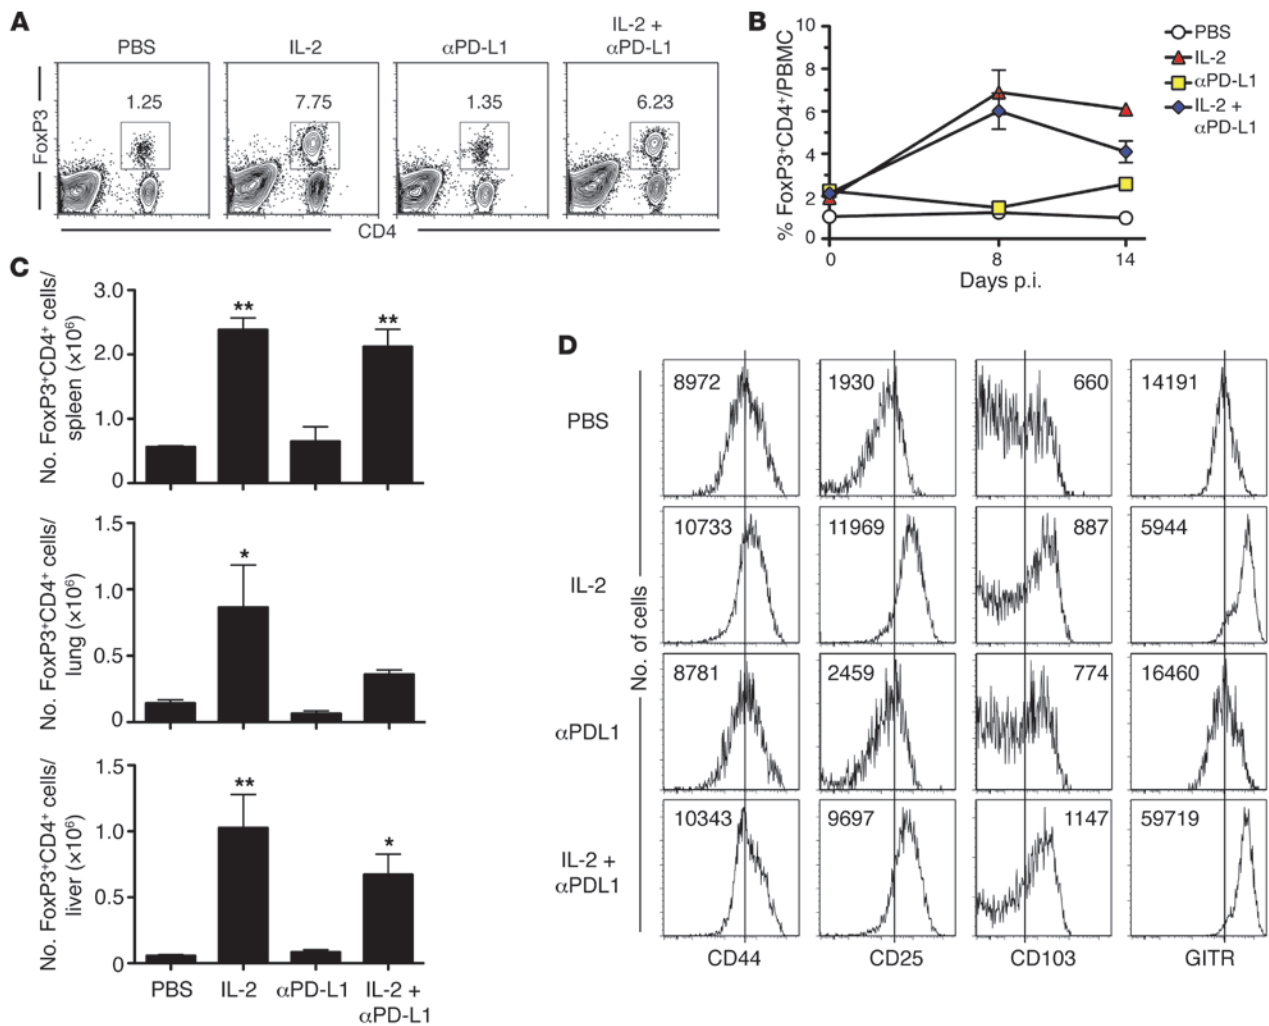 A
PBS
IL-2
αPD-L1
IL-2 +
αPD-L1
FoxP3
1.25
7.75
1.35
6.23
CD4
B
% FoxP3⁺CD4⁺/PBMC
10
8
6
4
2
0
0
8
14
Days p.i.
PBS
IL-2
αPD-L1
IL-2 +
αPD-L1
C
No. FoxP3⁺CD4⁺ cells/
spleen (×10⁶)
3.0
2.0
1.0
0
**
**
No. FoxP3⁺CD4⁺ cells/
lung (×10⁶)
1.5
1.0
0.5
0
*
No. FoxP3⁺CD4⁺ cells/
liver (×10⁶)
1.5
1.0
0.5
0
**
*
PBS
IL-2
αPD-L1
IL-2 +
αPD-L1
D
No. of cells
PBS
8972
1930
660
14191
IL-2
10733
11969
887
5944
αPDL1
8781
2459
774
16460
IL-2 +
αPDL1
10343
9697
1147
59719
CD44
CD25
CD103
GITR